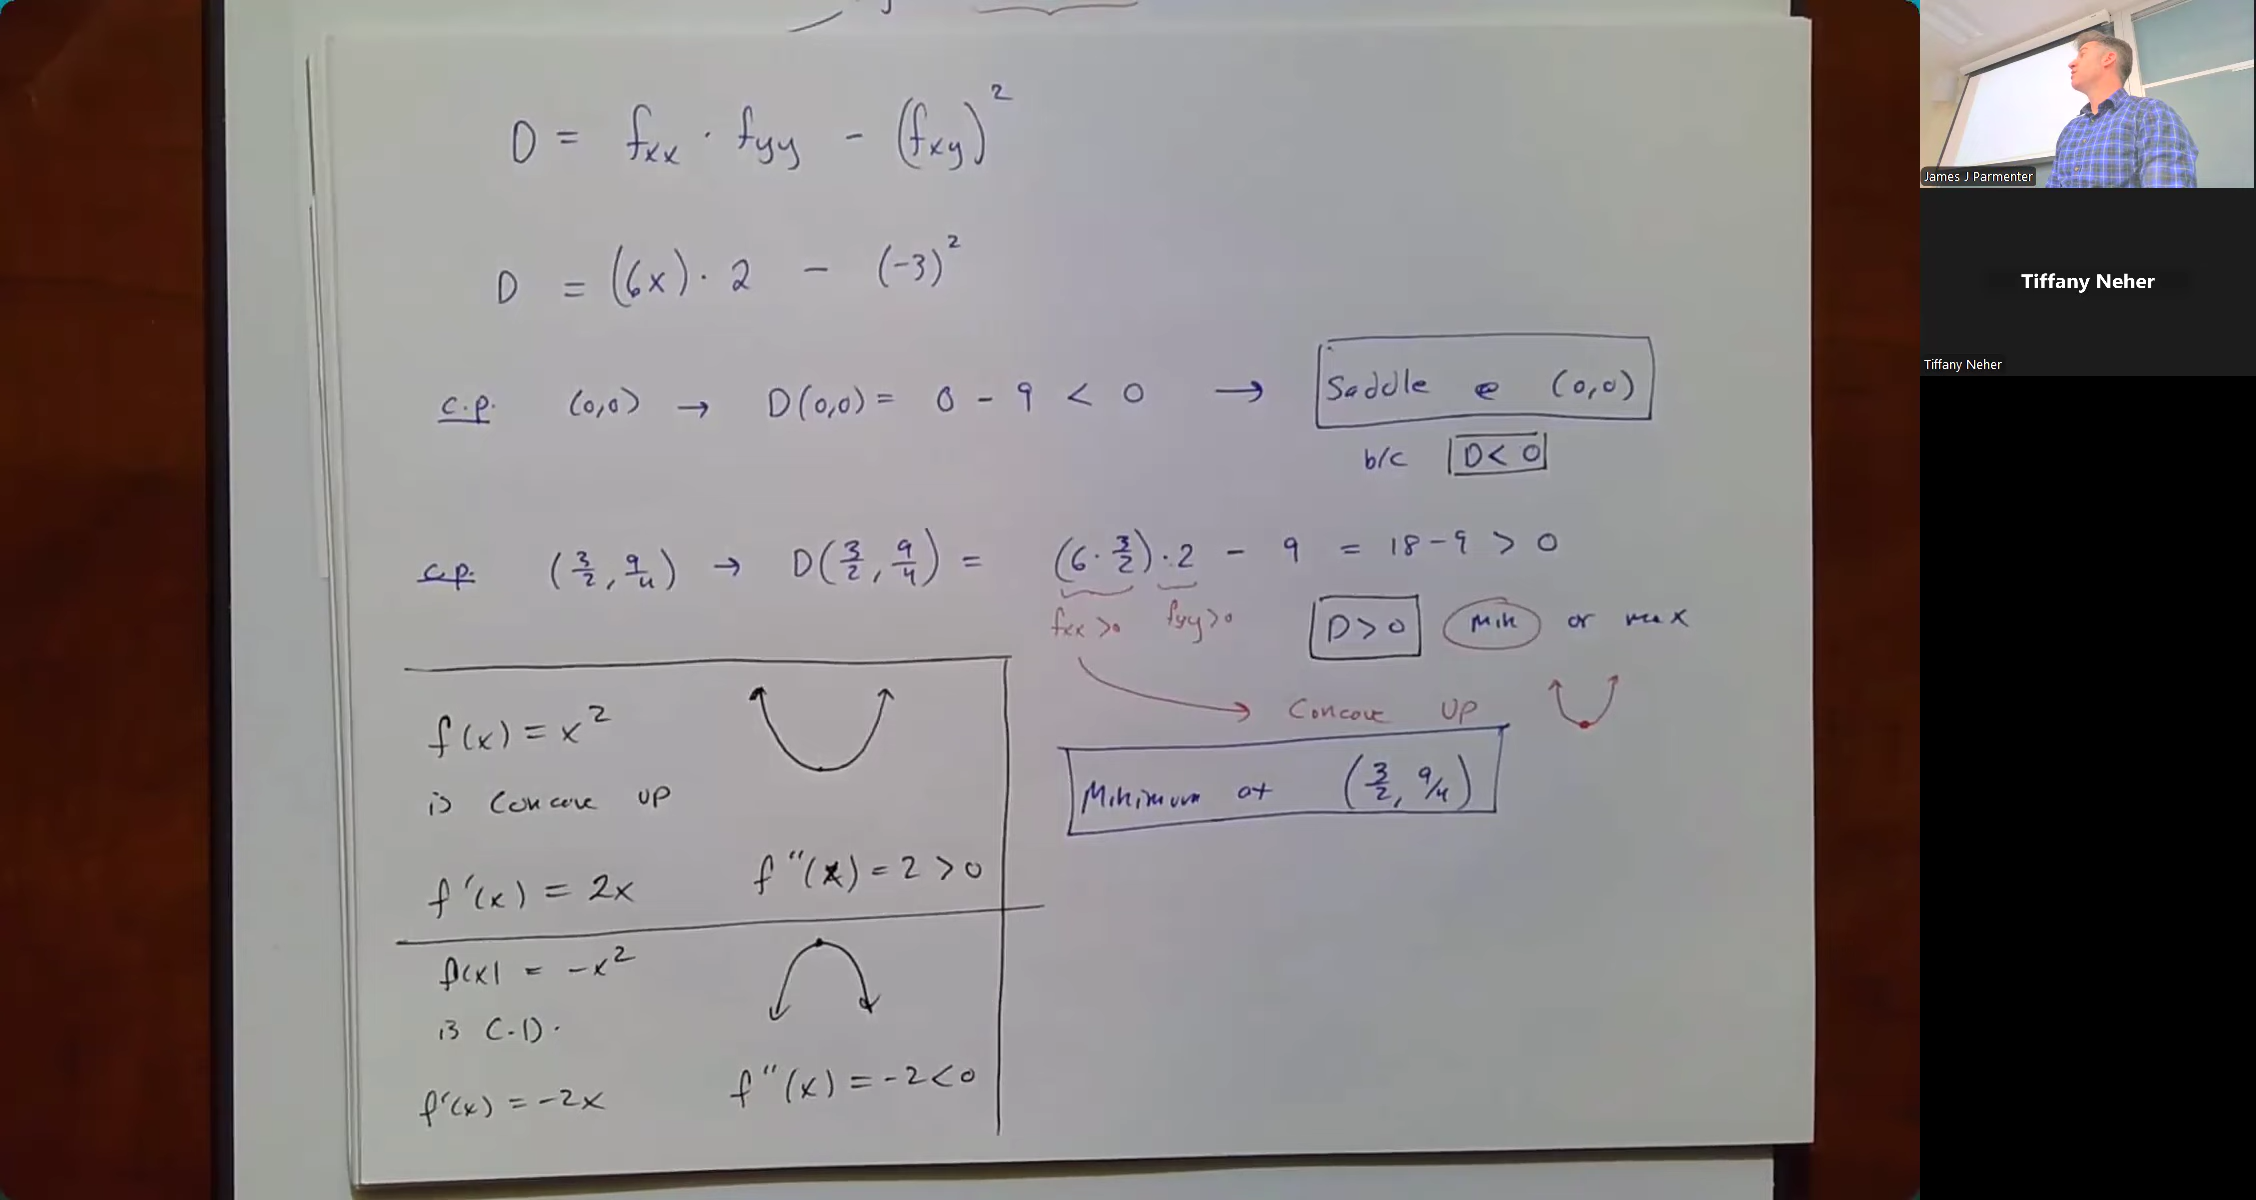 D = fxx · fyy - (fxy)²
D = (6x) · 2 - (-3)²
c.p. (0,0) → D(0,0) = 0 - 9 < 0 → Saddle @ (0,0)
b/c D < 0
c.p. (3/2, 9/4) → D(3/2, 9/4) = (6 · 3/2) · 2 - 9 = 18 - 9 > 0
fxx > 0 fyy > 0 D > 0 Min or max
Concave UP
Minimum at (3/2, 9/4)
f(x) = x²
is Concave UP
f'(x) = 2x f''(x) = 2 > 0
f(x) = -x²
is C.D.
f'(x) = -2x f''(x) = -2 < 0
James J Parmenter
Tiffany Neher
Tiffany Neher